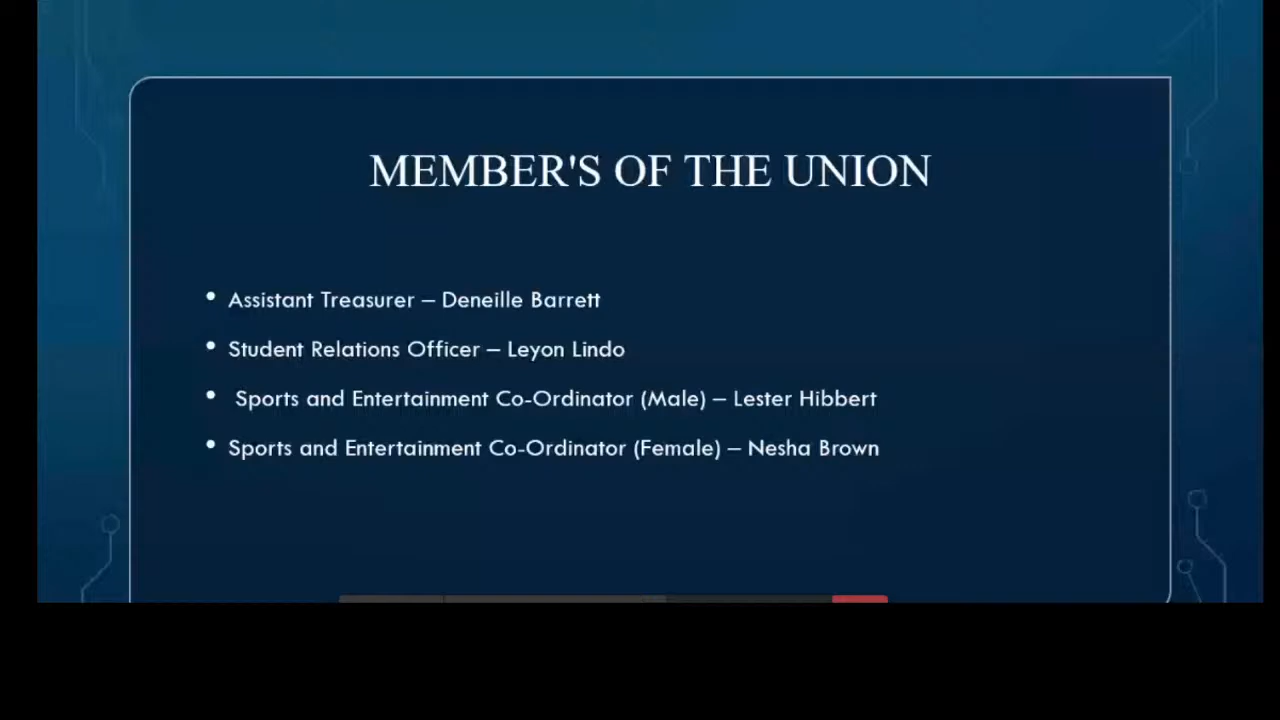 MEMBER'S OF THE UNION
• Assistant Treasurer – Deneille Barrett
• Student Relations Officer – Leyon Lindo
• Sports and Entertainment Co-Ordinator (Male) – Lester Hibbert
• Sports and Entertainment Co-Ordinator (Female) – Nesha Brown